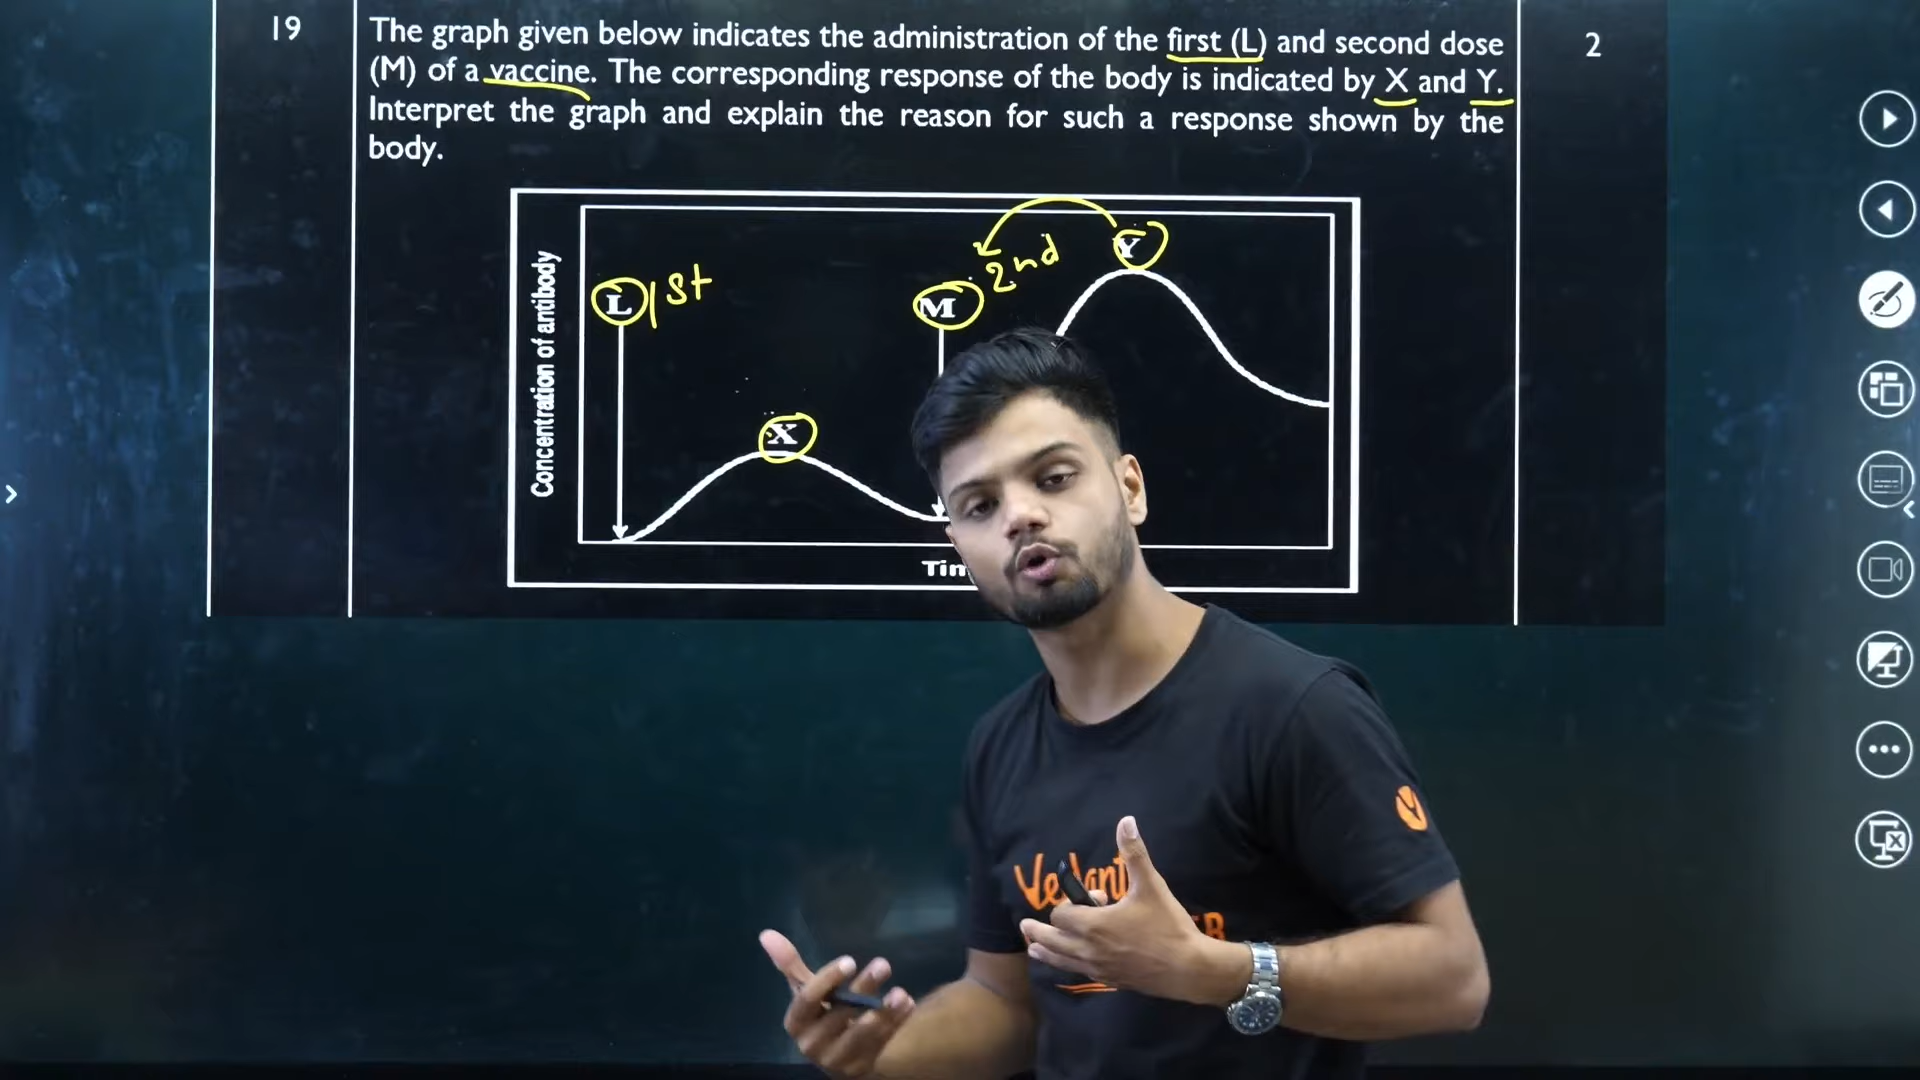 19
The graph given below indicates the administration of the first (L) and second dose
(M) of a vaccine. The corresponding response of the body is indicated by X and Y.
Interpret the graph and explain the reason for such a response shown by the
body.
2
Concentration of antibody
L 1st
M 2nd
Y
X